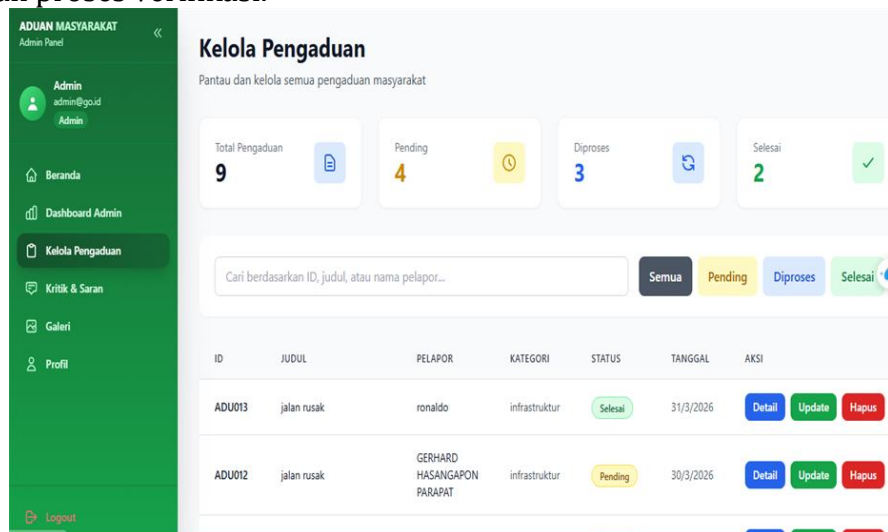 ADUAN MASYARAKAT
Admin Panel
Admin
admin@go.id
Admin
Beranda
Dashboard Admin
Kelola Pengaduan
Kritik & Saran
Galeri
Profil
Logout
Kelola Pengaduan
Pantau dan kelola semua pengaduan masyarakat
Total Pengaduan
9
Pending
4
Diproses
3
Selesai
2
Cari berdasarkan ID, judul, atau nama pelapor...
Semua Pending Diproses Selesai
ID JUDUL PELAPOR KATEGORI STATUS TANGGAL AKSI
ADU013 jalan rusak ronaldo infrastruktur Selesai 31/3/2026 Detail Update Hapus
ADU012 jalan rusak GERHARD HASANGAPON PARAPAT infrastruktur Pending 30/3/2026 Detail Update Hapus